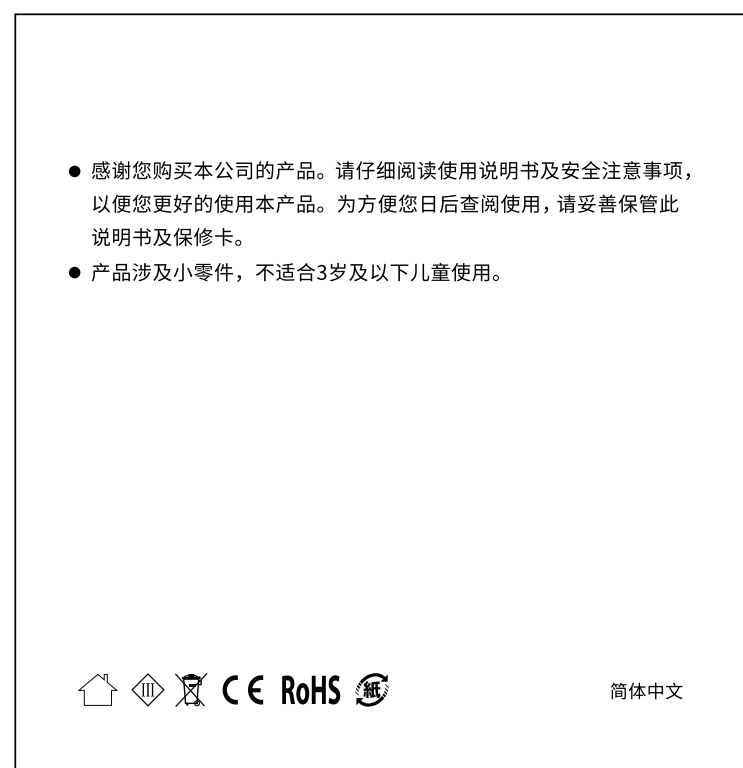 ● 感谢您购买本公司的产品。请仔细阅读使用说明书及安全注意事项，
以便您更好的使用本产品。为方便您日后查阅使用，请妥善保管此
说明书及保修卡。
● 产品涉及小零件，不适合3岁及以下儿童使用。
III CE RoHS 紙 简体中文